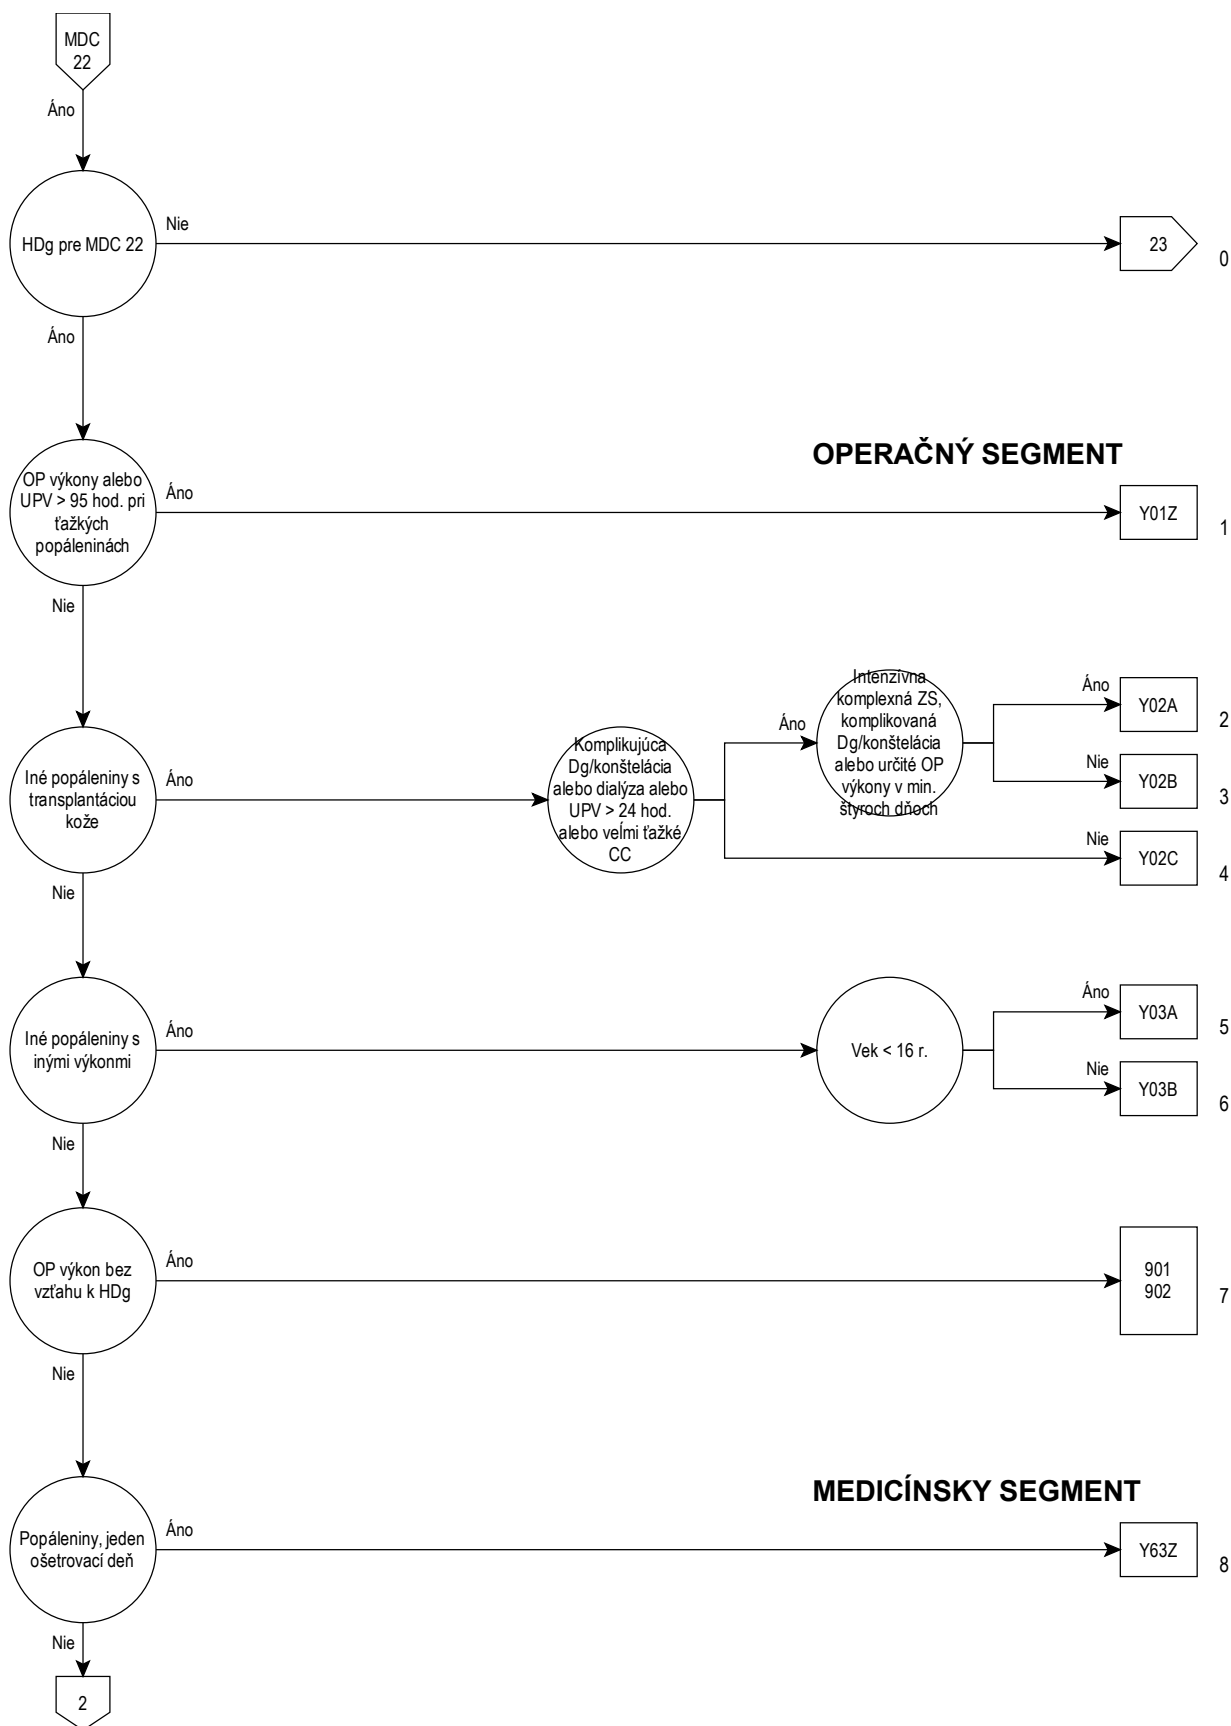 MDC
22
Áno
HDg pre MDC 22
Nie
23
0
Áno
OPERAČNÝ SEGMENT
OP výkony alebo
UPV > 95 hod. pri
ťažkých
popáleninách
Áno
Y01Z
1
Nie
Iné popáleniny s
transplantáciou
kože
Áno
Komplikujúca
Dg/konštelácia
alebo dialýza alebo
UPV > 24 hod.
alebo veľmi ťažké
CC
Áno
Intenzívna
komplexná ZS,
komplikovaná
Dg/konštelácia
alebo určité OP
výkony v min.
štyroch dňoch
Áno
Y02A
2
Nie
Y02B
3
Nie
Y02C
4
Nie
Iné popáleniny s
inými výkonmi
Áno
Vek < 16 r.
Áno
Y03A
5
Nie
Y03B
6
Nie
OP výkon bez
vzťahu k HDg
Áno
901
902
7
Nie
MEDICÍNSKY SEGMENT
Popáleniny, jeden
ošetrovací deň
Áno
Y63Z
8
Nie
2